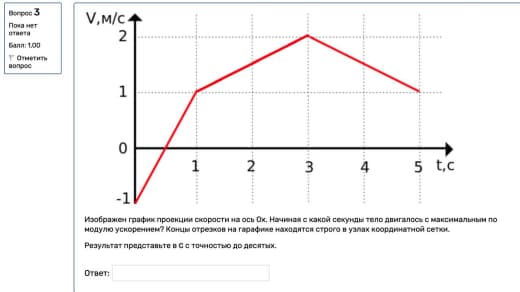 Вопрос 3
Пока нет
ответа
Балл: 1,00
Отметить
вопрос
V,м/с
2
1
0
-1
1 2 3 4 5 t,с
Изображен график проекции скорости на ось Ох. Начиная с какой секунды тело двигалось с максимальным по
модулю ускорением? Концы отрезков на гарафике находятся строго в узлах координатной сетки.
Результат представьте в С с точностью до десятых.
Ответ: